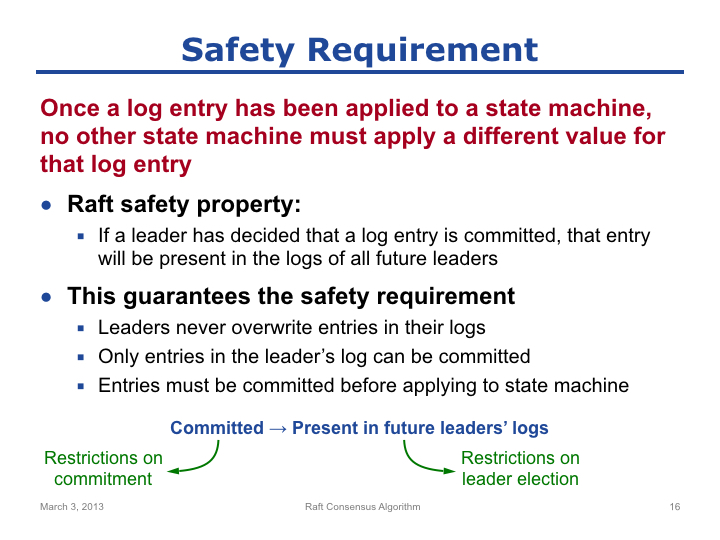 Safety Requirement
Once a log entry has been applied to a state machine,
no other state machine must apply a different value for
that log entry
● Raft safety property:
▪ If a leader has decided that a log entry is committed, that entry
will be present in the logs of all future leaders
● This guarantees the safety requirement
▪ Leaders never overwrite entries in their logs
▪ Only entries in the leader’s log can be committed
▪ Entries must be committed before applying to state machine
Committed → Present in future leaders’ logs
Restrictions on
commitment
Restrictions on
leader election
March 3, 2013
Raft Consensus Algorithm
16